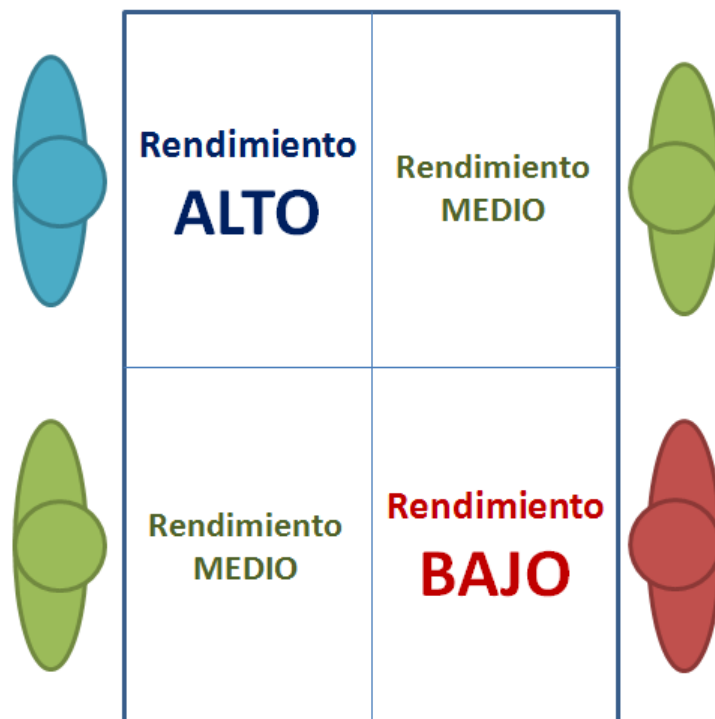 Rendimiento
ALTO
Rendimiento
MEDIO
Rendimiento
MEDIO
Rendimiento
BAJO